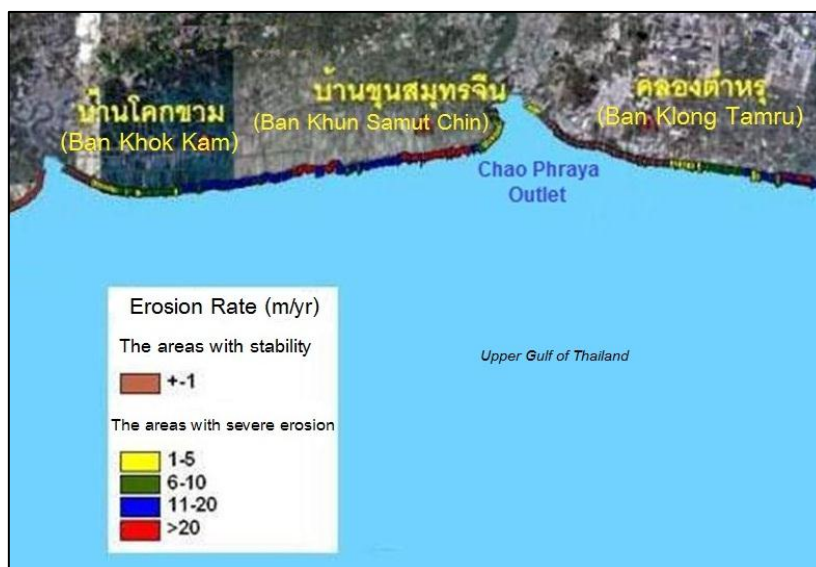 บ้านโคกขาม
(Ban Khok Kam)
บ้านขุนสมุทรจีน
(Ban Khun Samut Chin)
คลองตำหรุ
(Ban Klong Tamru)
Chao Phraya
Outlet
Upper Gulf of Thailand
Erosion Rate (m/yr)
The areas with stability
+-1
The areas with severe erosion
1-5
6-10
11-20
>20